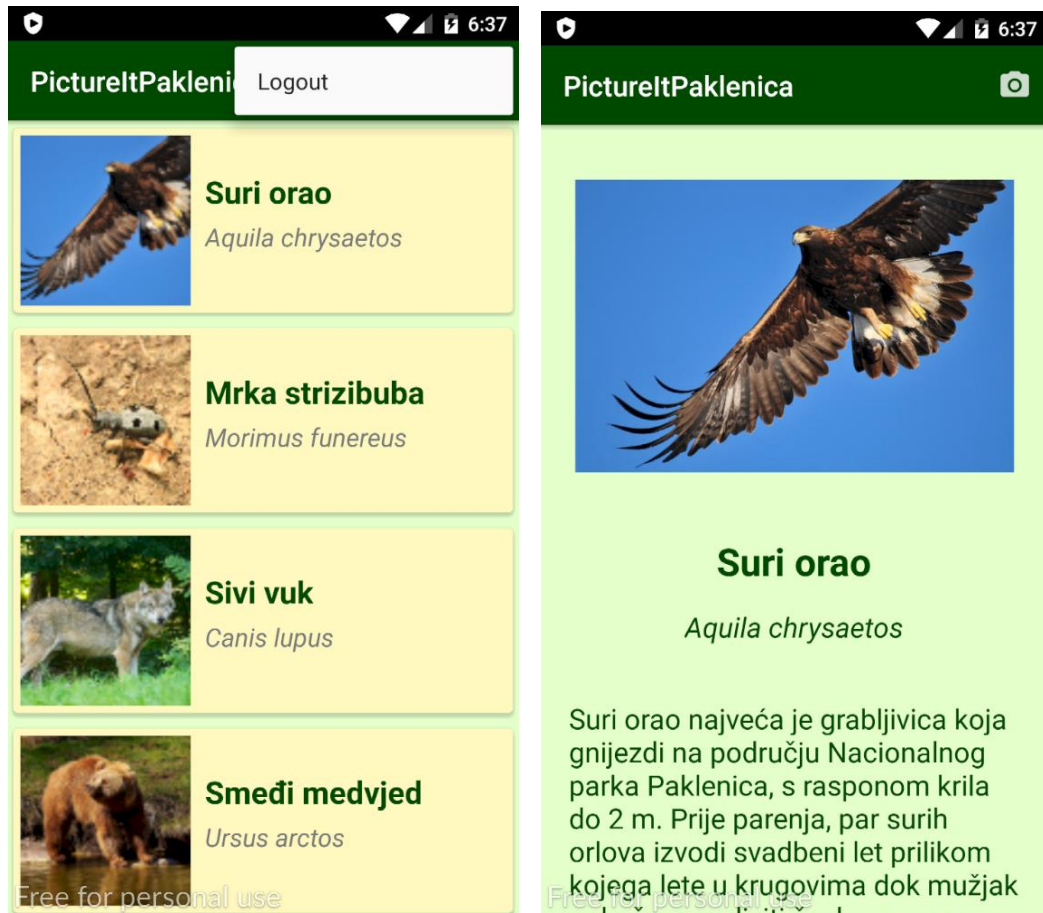 6:37
PictureItPakleni
Logout
Suri orao
Aquila chrysaetos
Mrka strizibuba
Morimus funereus
Sivi vuk
Canis lupus
Smeđi medvjed
Ursus arctos
Free for personal use
6:37
PictureItPaklenica
Suri orao
Aquila chrysaetos
Suri orao najveća je grabljivica koja
gnijezdi na području Nacionalnog
parka Paklenica, s rasponom krila
do 2 m. Prije parenja, par surih
orlova izvodi svadbeni let prilikom
kojega lete u krugovima dok mužjak
Free for personal use